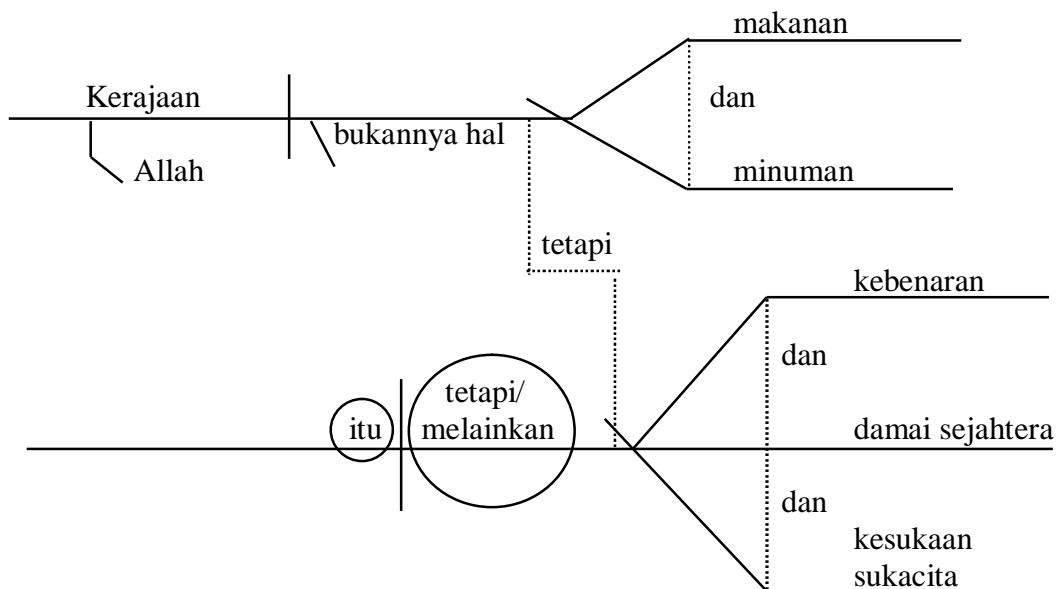 makanan
Kerajaan
dan
bukannya hal
Allah
minuman
tetapi
kebenaran
dan
tetapi/
itu
melainkan
damai sejahtera
dan
kesukaan
sukacita